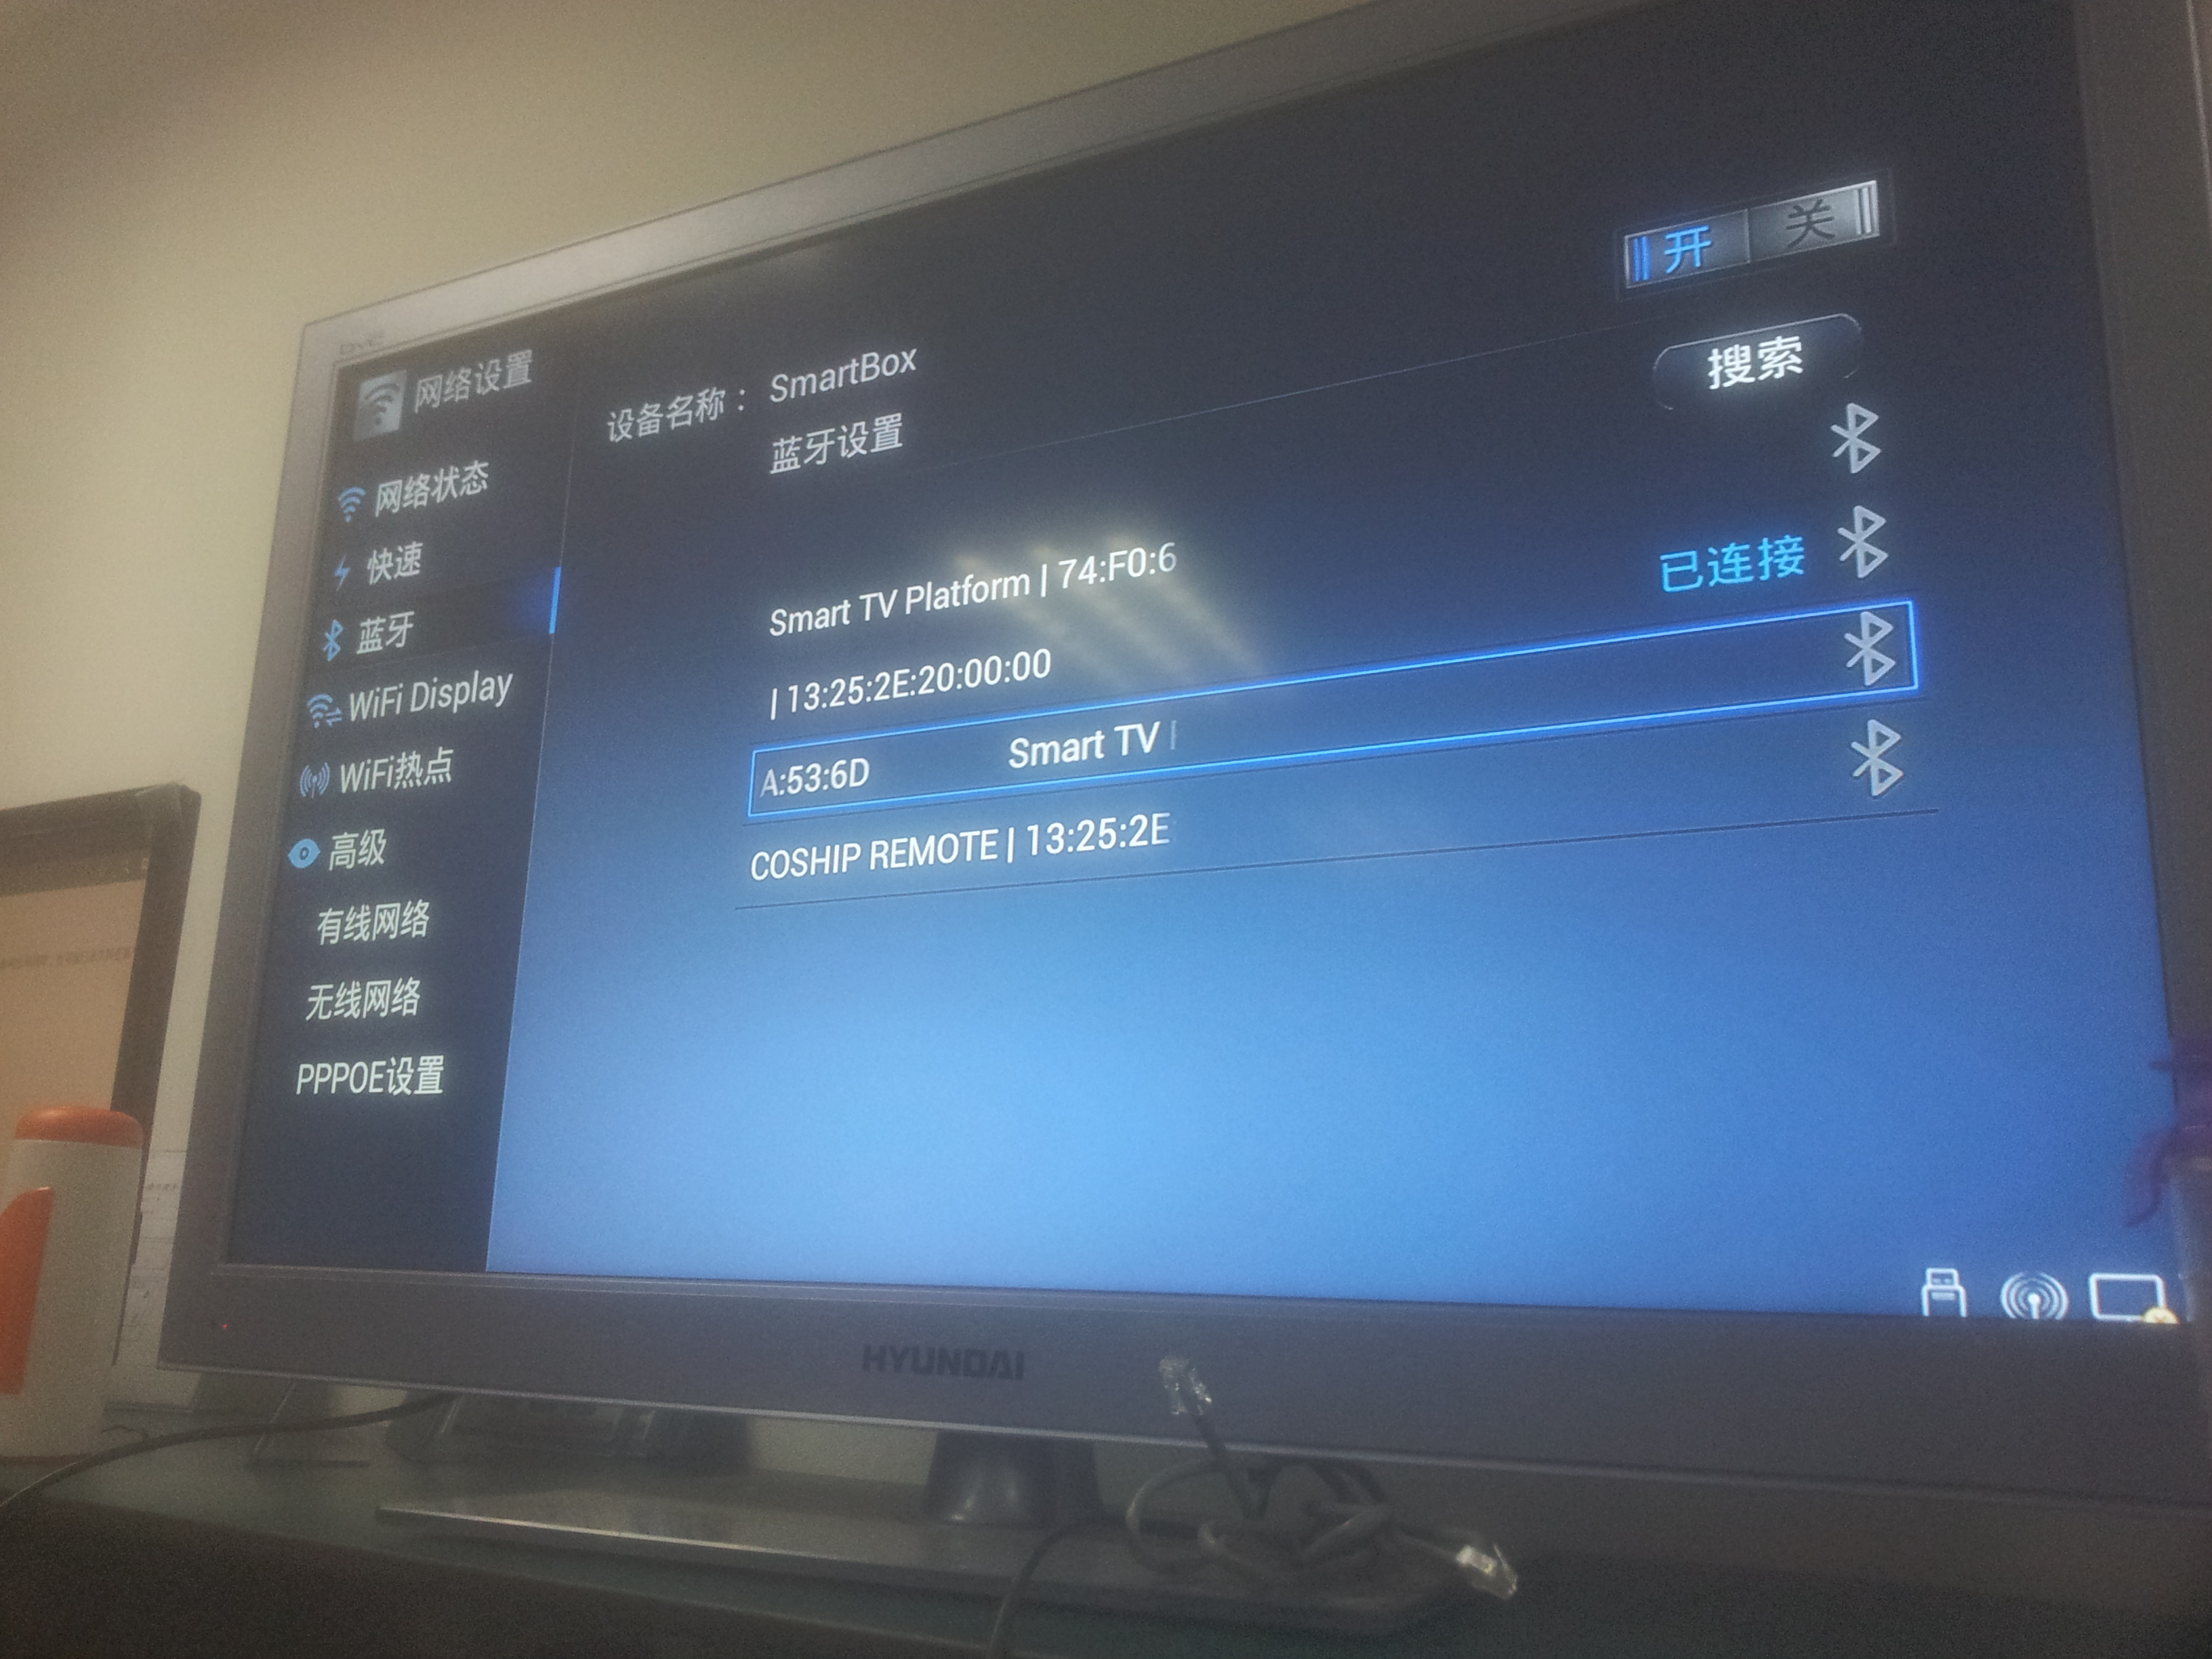 网络设置
网络状态
快速
蓝牙
WiFi Display
WiFi热点
高级
有线网络
无线网络
PPPOE设置
开 关
设备名称： SmartBox
搜索
蓝牙设置
Smart TV Platform | 74:F0:6
| 13:25:2E:20:00:00 已连接
A:53:6D Smart TV |
COSHIP REMOTE | 13:25:2E
HYUNDAI